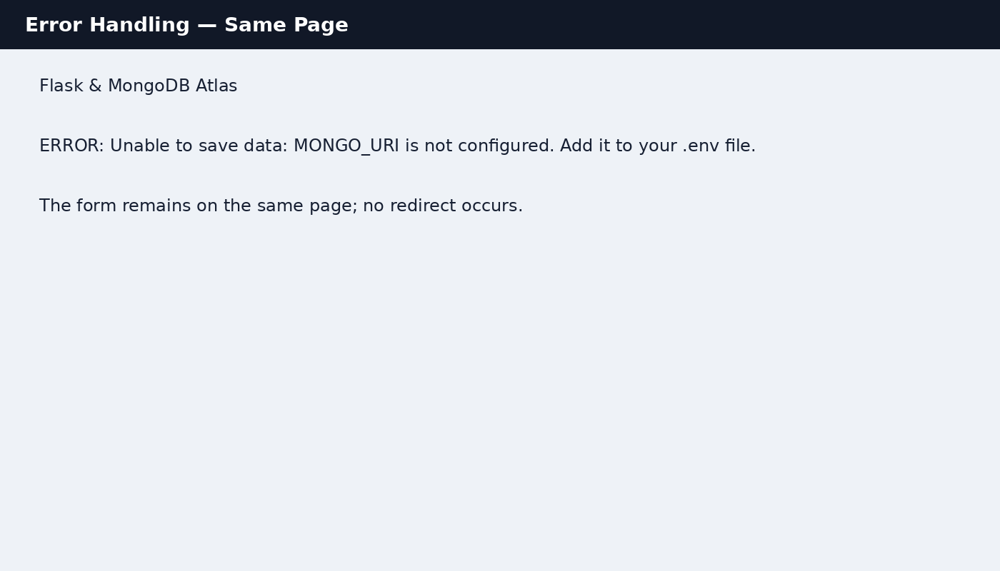 Error Handling — Same Page
Flask & MongoDB Atlas
ERROR: Unable to save data: MONGO_URI is not configured. Add it to your .env file.
The form remains on the same page; no redirect occurs.